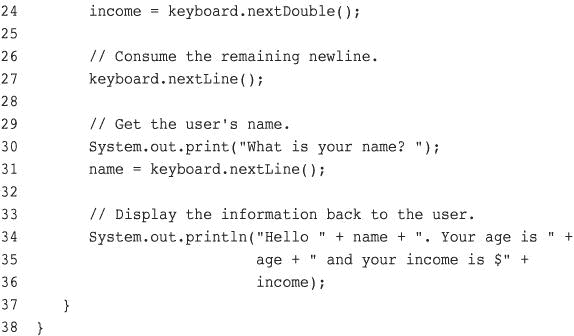 24        income = keyboard.nextDouble();
25
26        // Consume the remaining newline.
27        keyboard.nextLine();
28
29        // Get the user's name.
30        System.out.print("What is your name? ");
31        name = keyboard.nextLine();
32
33        // Display the information back to the user.
34        System.out.println("Hello " + name + ". Your age is " +
35                           age + " and your income is $" +
36                           income);
37     }
38  }